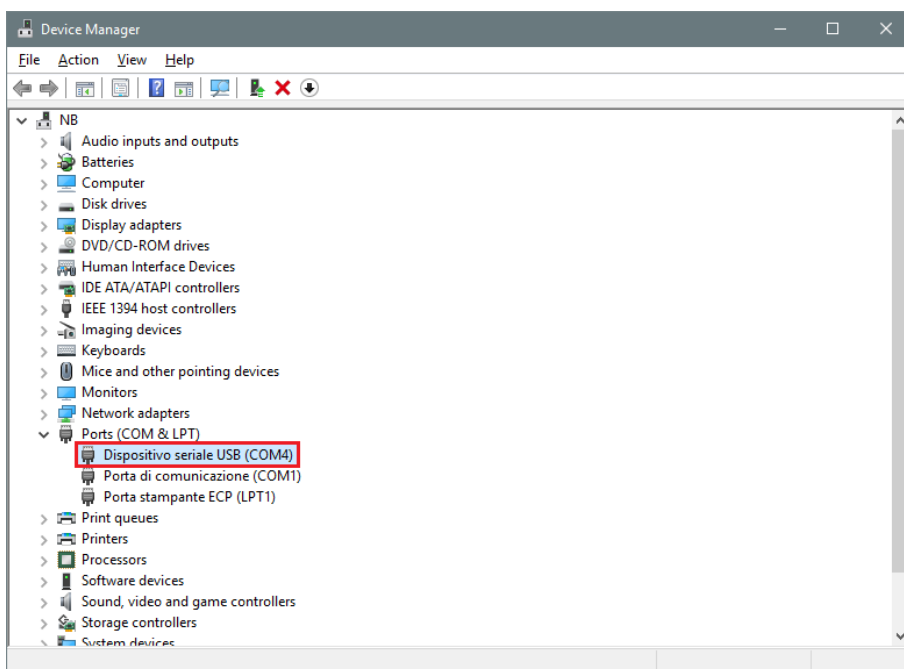 Device Manager
File Action View Help
NB
Audio inputs and outputs
Batteries
Computer
Disk drives
Display adapters
DVD/CD-ROM drives
Human Interface Devices
IDE ATA/ATAPI controllers
IEEE 1394 host controllers
Imaging devices
Keyboards
Mice and other pointing devices
Monitors
Network adapters
Ports (COM & LPT)
Dispositivo seriale USB (COM4)
Porta di comunicazione (COM1)
Porta stampante ECP (LPT1)
Print queues
Printers
Processors
Software devices
Sound, video and game controllers
Storage controllers
System devices